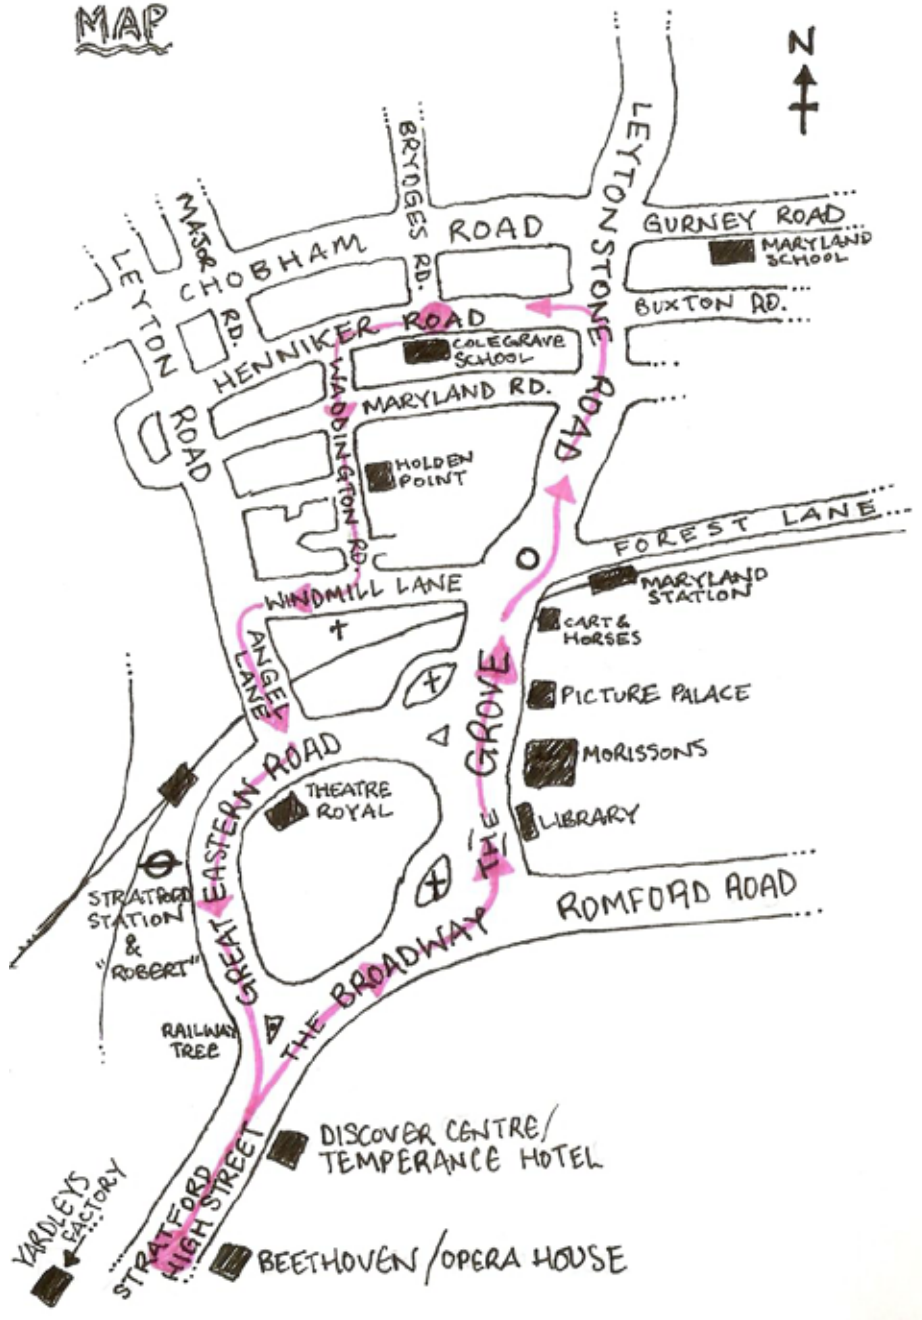 MAP
N
LEYTONSTONE ROAD
BRYDGES RD.
MAJOR RD.
LEYTON ROAD
CHOBHAM ROAD
GURNEY ROAD
MARYLAND
SCHOOL
BUXTON RD.
HENNIKER ROAD
COLEGRAVE
SCHOOL
WADDINGTON RD.
MARYLAND RD.
HOLDEN
POINT
FOREST LANE
MARYLAND
STATION
WINDMILL LANE
CART &
HORSES
ANGEL
LANE
THE GROVE
PICTURE PALACE
MORISSONS
GREAT EASTERN ROAD
THEATRE
ROYAL
LIBRARY
STRATFORD
STATION
&
"ROBERT"
ROMFORD ROAD
THE BROADWAY
RAILWAY
TREE
DISCOVER CENTRE/
TEMPERANCE HOTEL
STRATFORD
HIGH STREET
YARDLEYS
FACTORY
BEETHOVEN/OPERA HOUSE